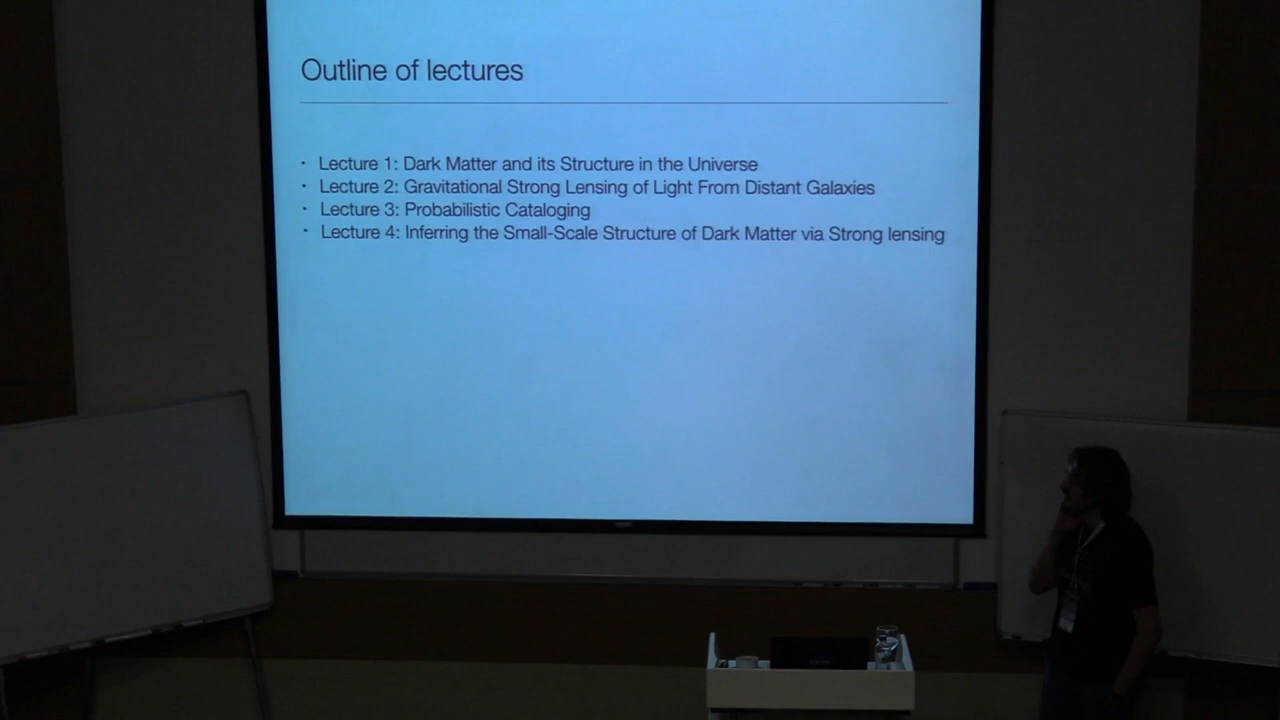 Outline of lectures
· Lecture 1: Dark Matter and its Structure in the Universe
· Lecture 2: Gravitational Strong Lensing of Light From Distant Galaxies
· Lecture 3: Probabilistic Cataloging
· Lecture 4: Inferring the Small-Scale Structure of Dark Matter via Strong lensing